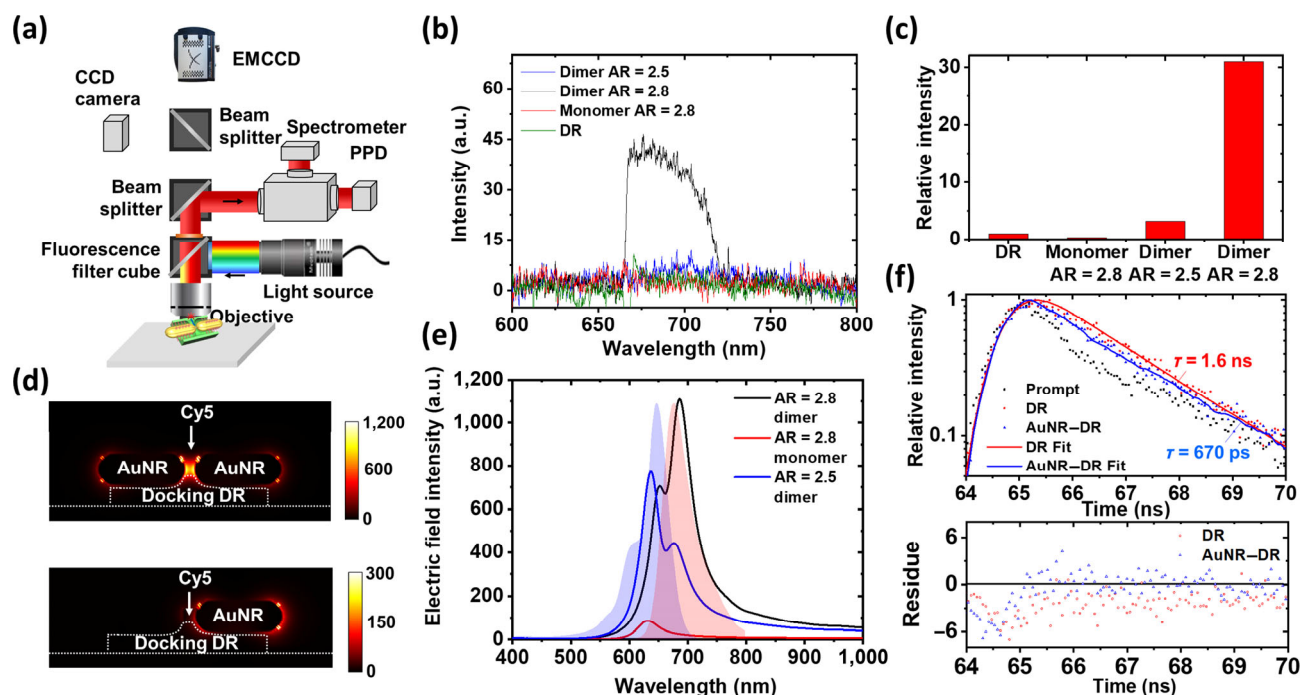 (a)
EMCCD
CCD
camera
Beam
splitter
Spectrometer
PPD
Beam
splitter
Fluorescence
filter cube
Light source
Objective
(b)
Intensity (a.u.)
60
45
30
15
0
Dimer AR = 2.5
Dimer AR = 2.8
Monomer AR = 2.8
DR
600 650 700 750 800
Wavelength (nm)
(c)
Relative intensity
30
20
10
0
DR Monomer Dimer Dimer
AR = 2.8 AR = 2.5 AR = 2.8
(d)
Cy5
AuNR AuNR
Docking DR
1,200
600
0
Cy5
AuNR
Docking DR
300
150
0
(e)
Electric field intensity (a.u.)
1,200
1,100
1,000
900
800
700
600
500
400
300
200
100
0
AR = 2.8
dimer
AR = 2.8
monomer
AR = 2.5
dimer
400 500 600 700 800 900 1,000
Wavelength (nm)
(f)
Relative intensity
1
0.1
τ = 1.6 ns
Prompt
DR
AuNR–DR
DR Fit
AuNR–DR Fit
τ = 670 ps
64 65 66 67 68 69 70
Time (ns)
Residue
6
0
–6
DR
AuNR–DR
64 65 66 67 68 69 70
Time (ns)